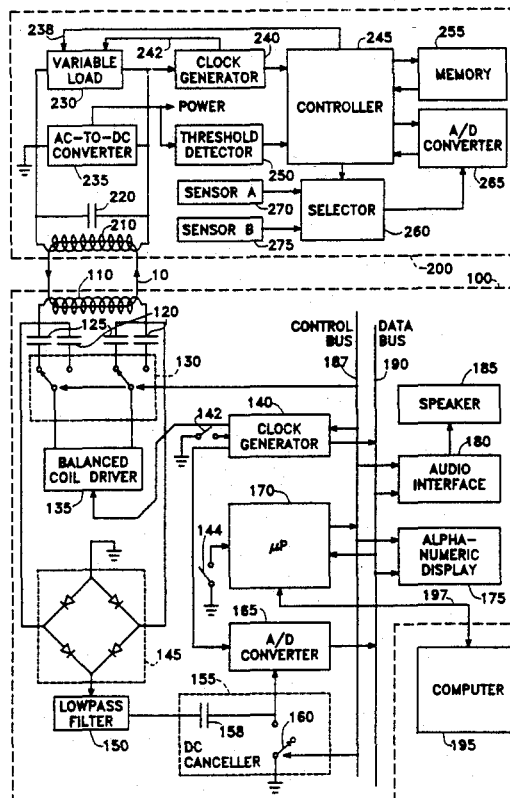 238
242
240
245
255
VARIABLE
LOAD
230
CLOCK
GENERATOR
CONTROLLER
MEMORY
POWER
AC-TO-DC
CONVERTER
235
THRESHOLD
DETECTOR
250
A/D
CONVERTER
265
220
SENSOR A
270
SENSOR B
275
SELECTOR
260
210
110
10
200
100
125
120
130
CONTROL
BUS
187
DATA
BUS
190
185
SPEAKER
140
142
CLOCK
GENERATOR
180
AUDIO
INTERFACE
BALANCED
COIL DRIVER
135
170
μP
144
ALPHA-
NUMERIC
DISPLAY
175
197
165
A/D
CONVERTER
145
155
COMPUTER
195
LOWPASS
FILTER
150
158
160
DC
CANCELLER